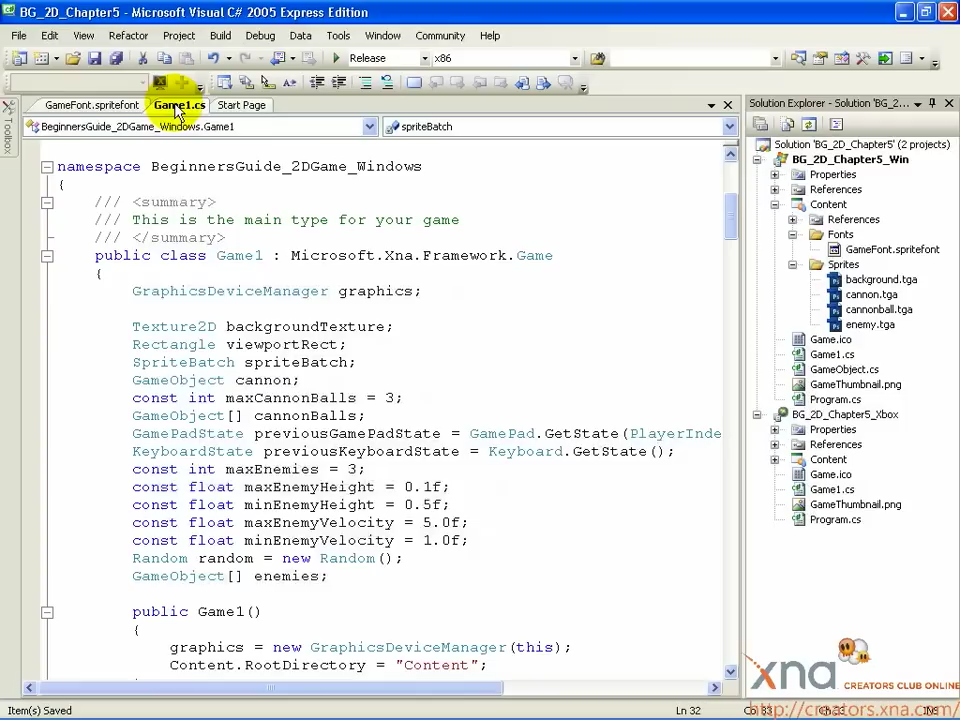 BG_2D_Chapter5 - Microsoft Visual C# 2005 Express Edition
File Edit View Refactor Project Build Debug Data Tools Window Community Help
Release x86
GameFont.spritefont Game1.cs Start Page
BeginnersGuide_2DGame_Windows.Game1 spriteBatch
namespace BeginnersGuide_2DGame_Windows
{
/// <summary>
/// This is the main type for your game
/// </summary>
public class Game1 : Microsoft.Xna.Framework.Game
{
GraphicsDeviceManager graphics;
Texture2D backgroundTexture;
Rectangle viewportRect;
SpriteBatch spriteBatch;
GameObject cannon;
const int maxCannonBalls = 3;
GameObject[] cannonBalls;
GamePadState previousGamePadState = GamePad.GetState(PlayerInde
KeyboardState previousKeyboardState = Keyboard.GetState();
const int maxEnemies = 3;
const float maxEnemyHeight = 0.1f;
const float minEnemyHeight = 0.5f;
const float maxEnemyVelocity = 5.0f;
const float minEnemyVelocity = 1.0f;
Random random = new Random();
GameObject[] enemies;
public Game1()
{
graphics = new GraphicsDeviceManager(this);
Content.RootDirectory = "Content";
Toolbox
Solution Explorer - Solution 'BG_2...
Solution 'BG_2D_Chapter5' (2 projects)
BG_2D_Chapter5_Win
Properties
References
Content
References
Fonts
GameFont.spritefont
Sprites
background.tga
cannon.tga
cannonball.tga
enemy.tga
Game.ico
Game1.cs
GameObject.cs
GameThumbnail.png
Program.cs
BG_2D_Chapter5_Xbox
Properties
References
Content
Game.ico
Game1.cs
GameThumbnail.png
Program.cs
xna CREATORS CLUB ONLINE
http://creators.xna.com/
Item(s) Saved Ln 32